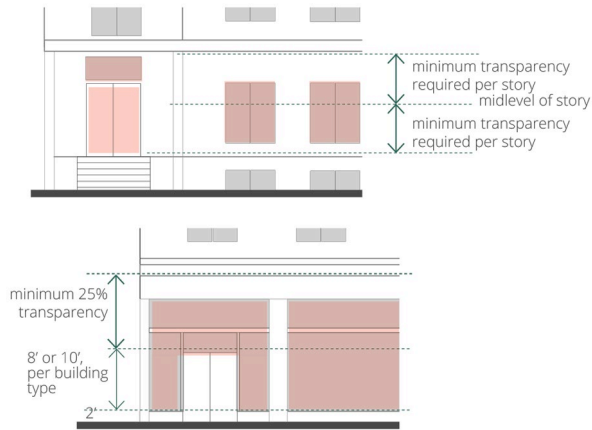 minimum transparency
required per story
midlevel of story
minimum transparency
required per story
minimum 25%
transparency
8' or 10',
per building
type
2'